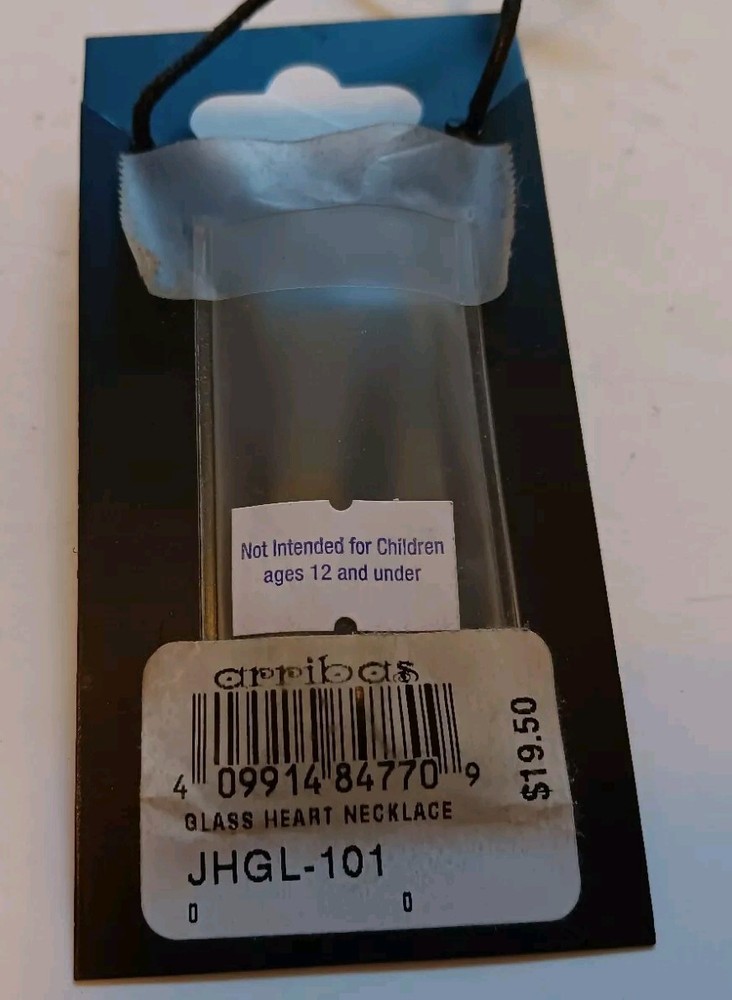 Not Intended for Children
ages 12 and under
arribas
$19.50
4 09914 84770 9
GLASS HEART NECKLACE
JHGL-101
0 0